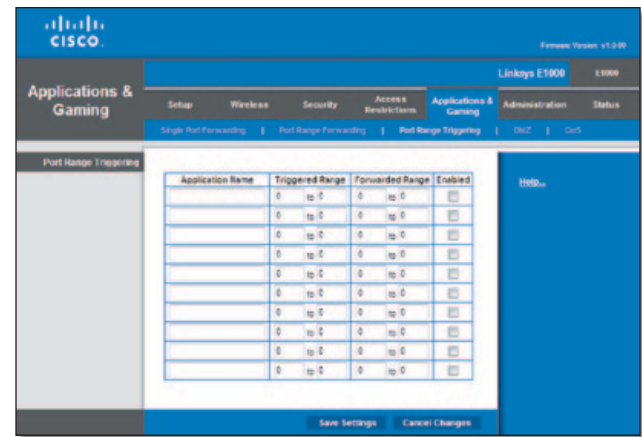 CISCO
Firmware Version: v1.3.00
Linksys E1000 E1000
Applications & Gaming
Setup Wireless Security Access Restrictions Applications & Gaming Administration Status
Single Port Forwarding | Port Range Forwarding | Port Range Triggering | DMZ | QoS
Port Range Triggering
Application Name Triggered Range Forwarded Range Enabled
0 to 0 0 to 0
0 to 0 0 to 0
0 to 0 0 to 0
0 to 0 0 to 0
0 to 0 0 to 0
0 to 0 0 to 0
0 to 0 0 to 0
0 to 0 0 to 0
0 to 0 0 to 0
0 to 0 0 to 0
Help...
Save Settings Cancel Changes